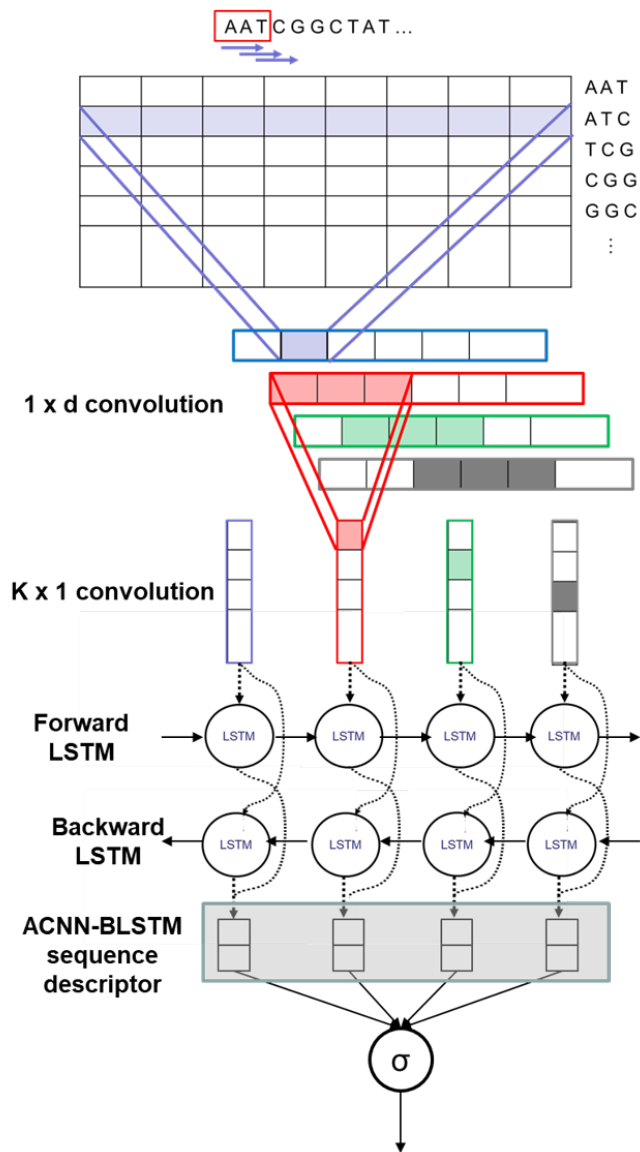 AATCGGCTAT...
AAT
ATC
TCG
CGG
GGC
⋮
1 x d convolution
K x 1 convolution
Forward
LSTM
LSTM LSTM LSTM LSTM
Backward
LSTM
LSTM LSTM LSTM LSTM
ACNN-BLSTM
sequence
descriptor
σ